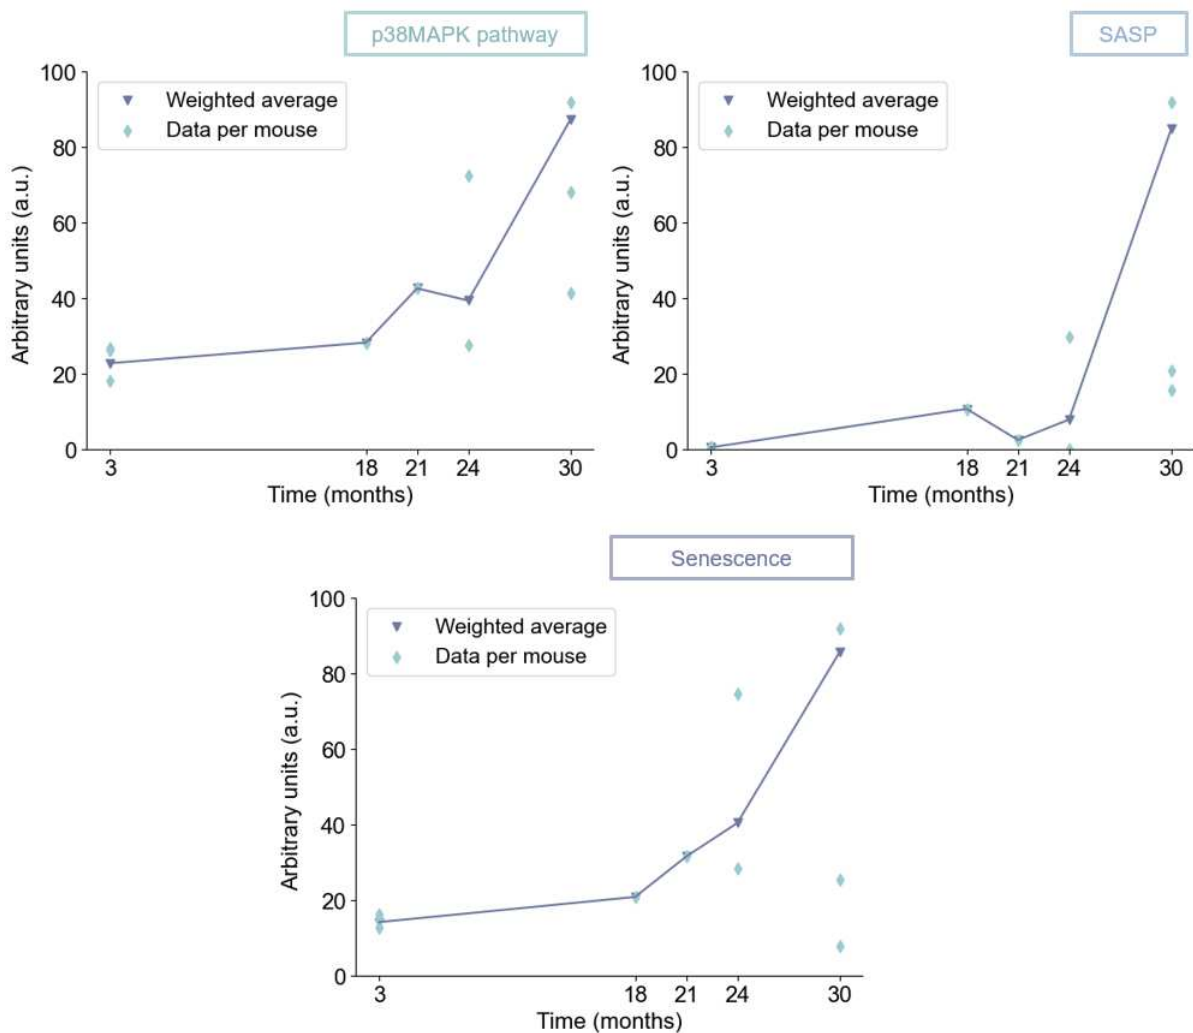 p38MAPK pathway
SASP
100
80
60
40
20
0
Arbitrary units (a.u.)
Weighted average
Data per mouse
3
18
21
24
30
Time (months)
100
80
60
40
20
0
Arbitrary units (a.u.)
Weighted average
Data per mouse
3
18
21
24
30
Time (months)
Senescence
100
80
60
40
20
0
Arbitrary units (a.u.)
Weighted average
Data per mouse
3
18
21
24
30
Time (months)